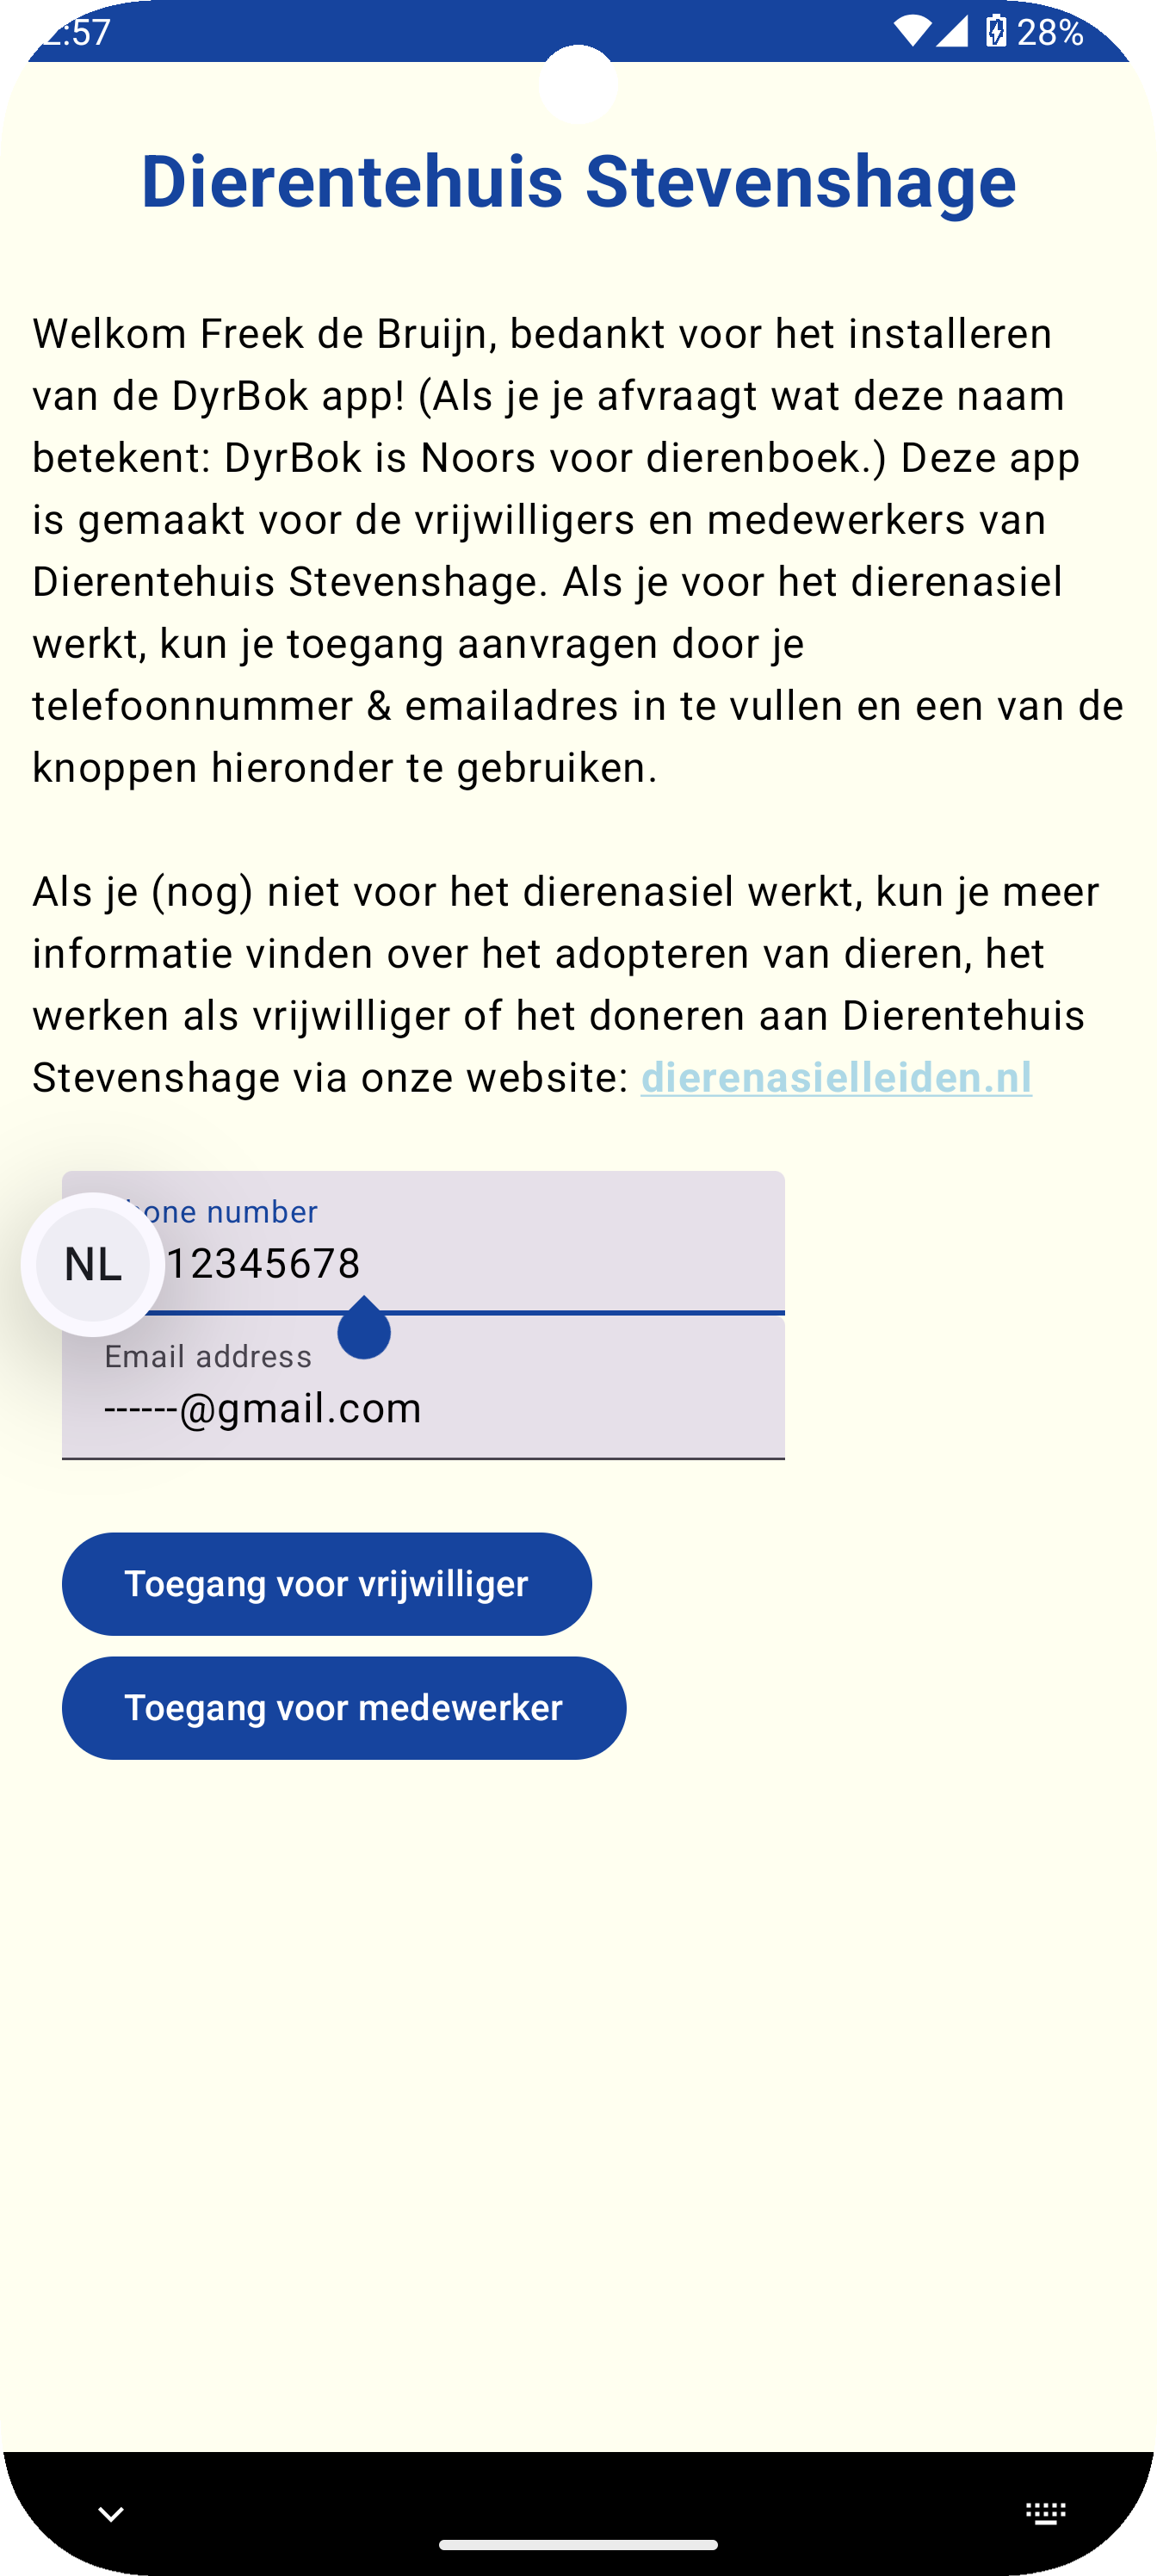 :57 28%
Dierentehuis Stevenshage
Welkom Freek de Bruijn, bedankt voor het installeren
van de DyrBok app! (Als je je afvraagt wat deze naam
betekent: DyrBok is Noors voor dierenboek.) Deze app
is gemaakt voor de vrijwilligers en medewerkers van
Dierentehuis Stevenshage. Als je voor het dierenasiel
werkt, kun je toegang aanvragen door je
telefoonnummer & emailadres in te vullen en een van de
knoppen hieronder te gebruiken.
Als je (nog) niet voor het dierenasiel werkt, kun je meer
informatie vinden over het adopteren van dieren, het
werken als vrijwilliger of het doneren aan Dierentehuis
Stevenshage via onze website: dierenasielleiden.nl
number
NL 12345678
Email address
------@gmail.com
Toegang voor vrijwilliger
Toegang voor medewerker